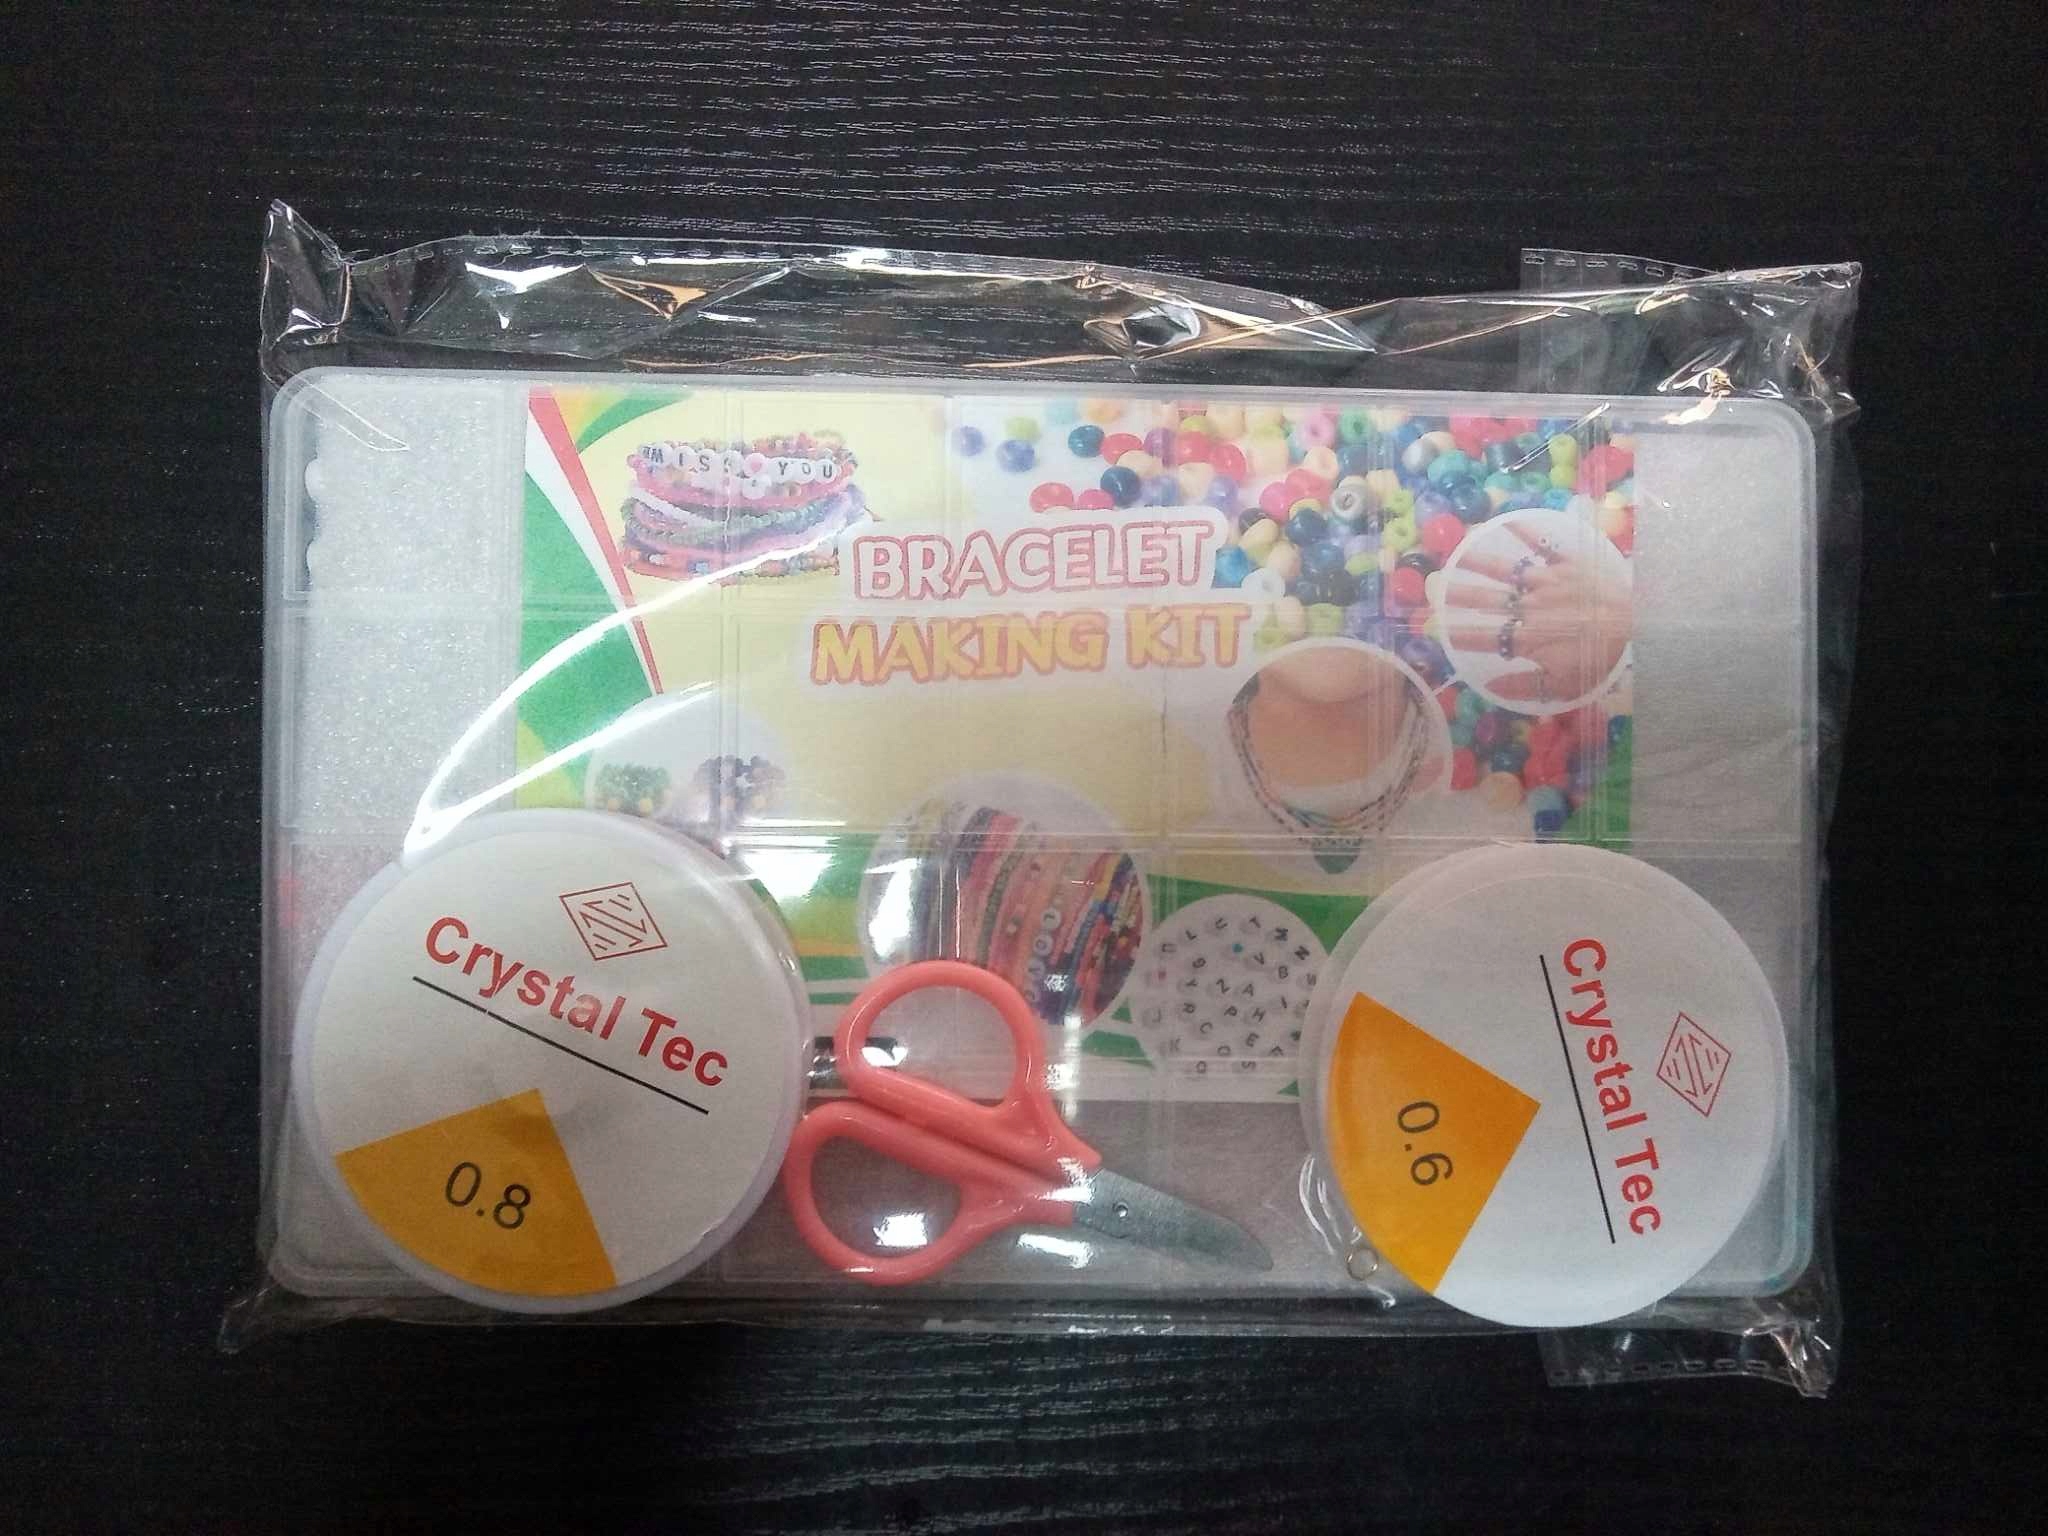 MISS YOU
BRACELET
MAKING KIT
Crystal Tec
0.8
Crystal Tec
0.6